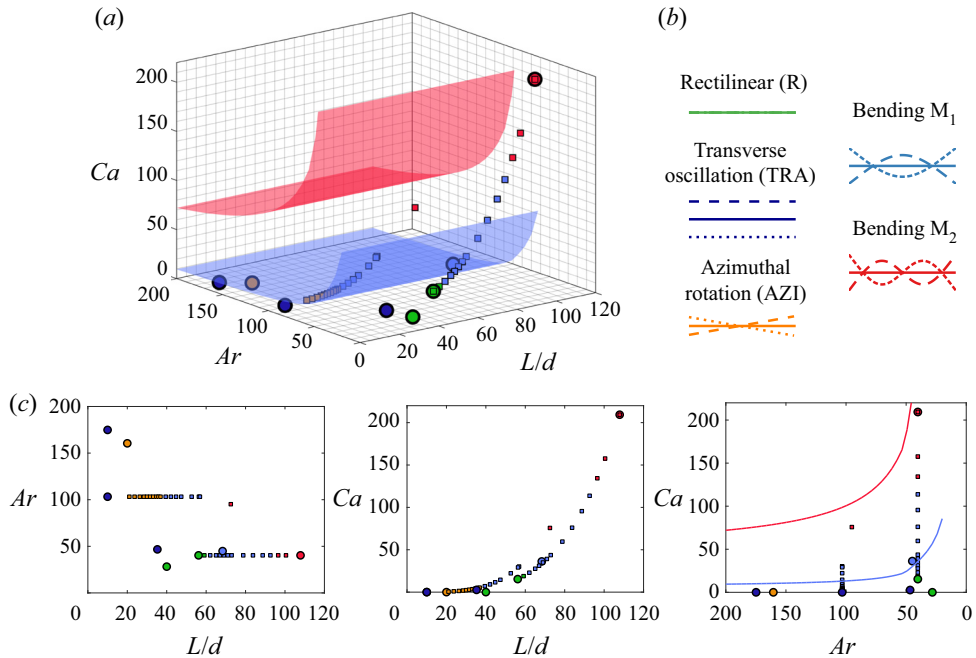 (a)
200
150
100
50
0
Ca
200
150
100
50
0
Ar
20
40
60
80
100
120
L/d
(b)
Rectilinear (R)
Transverse
oscillation (TRA)
Azimuthal
rotation (AZI)
Bending M1
Bending M2
(c)
200
150
100
50
Ar
0 20 40 60 80 100 120
L/d
200
150
100
50
0
Ca
0 20 40 60 80 100 120
L/d
200
150
100
50
0
Ca
200 150 100 50 0
Ar